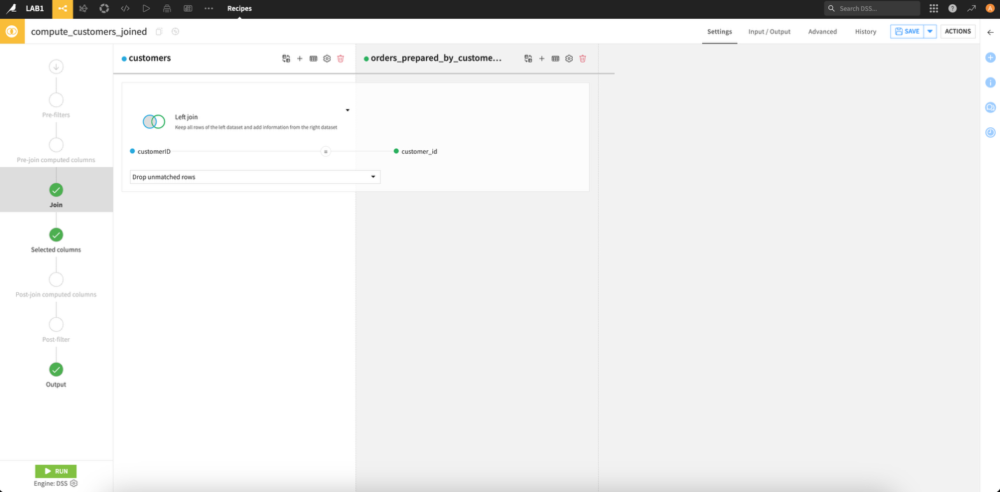 LAB1
Recipes
Search DSS...
?
A
compute_customers_joined
Settings
Input / Output
Advanced
History
SAVE
ACTIONS
customers
orders_prepared_by_custome...
Pre-filters
Pre-join computed columns
Join
Selected columns
Post-join computed columns
Post-filter
Output
Left join
Keep all rows of the left dataset and add information from the right dataset
customerID
=
customer_id
Drop unmatched rows
RUN
Engine: DSS